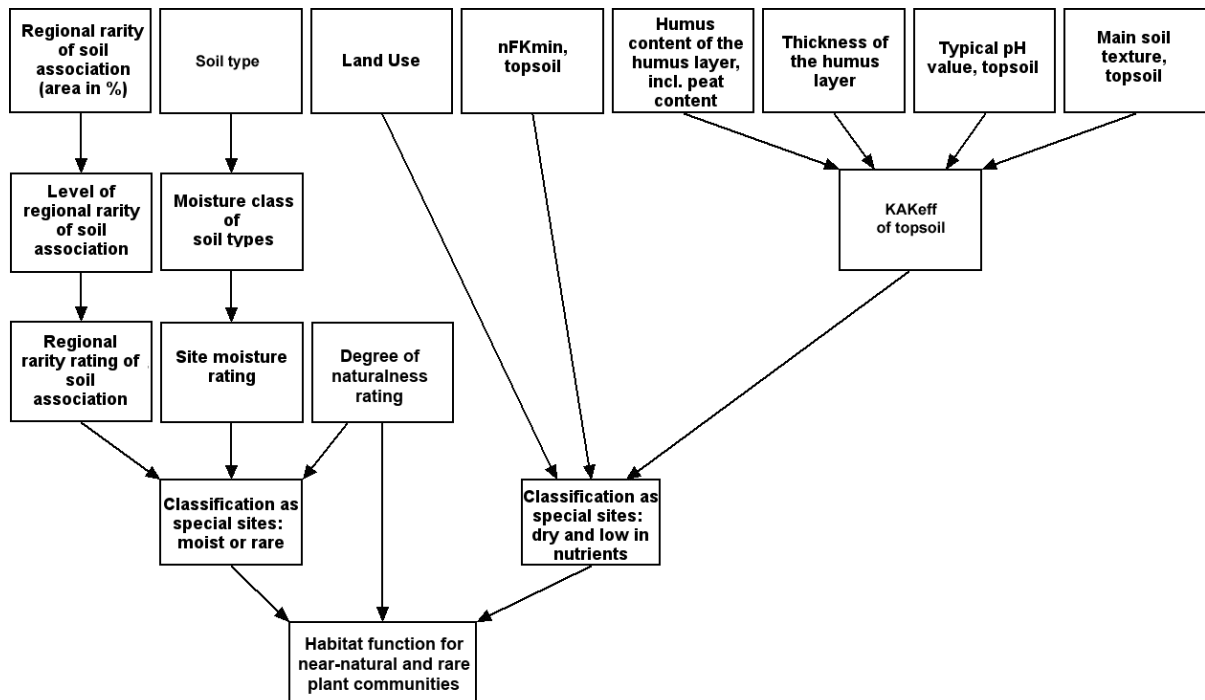 Regional rarity
of soil
association
(area in %)
Soil type
Land Use
nFKmin,
topsoil
Humus
content of the
humus layer,
incl. peat
content
Thickness of
the humus
layer
Typical pH
value, topsoil
Main soil
texture,
topsoil
Level of
regional rarity
of soil
association
Moisture class
of
soil types
KAKeff
of topsoil
Regional
rarity rating of
soil
association
Site moisture
rating
Degree of
naturalness
rating
Classification as
special sites:
moist or rare
Classification as
special sites:
dry and low in
nutrients
Habitat function for
near-natural and rare
plant communities